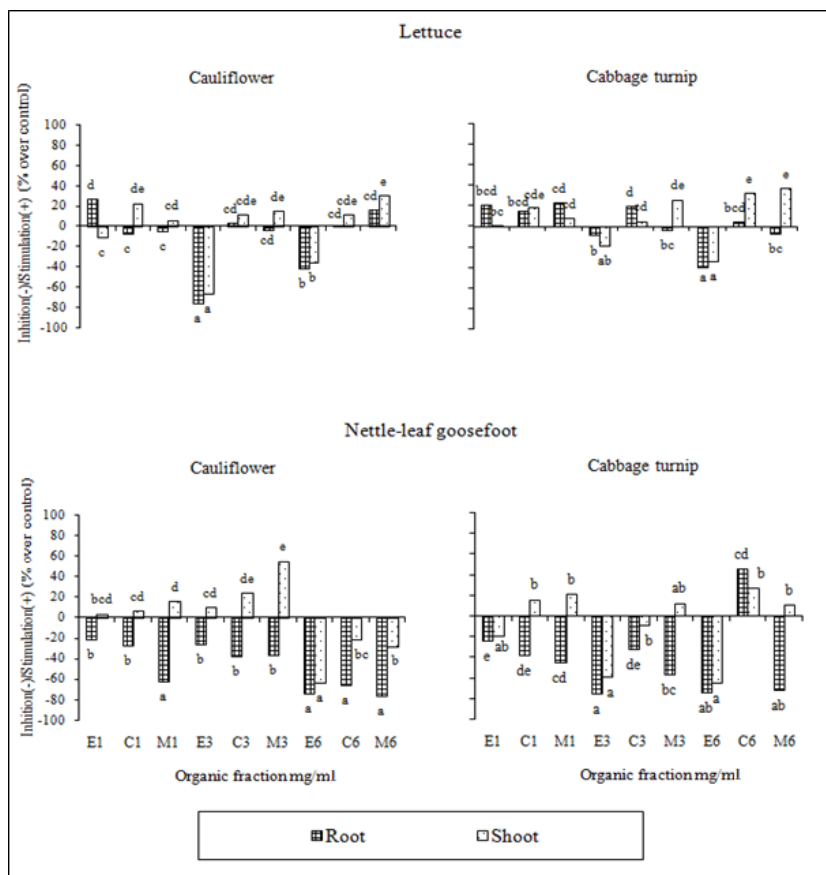 Lettuce
Cauliflower
Cabbage turnip
Inhition(-)/Stimulation(+) (% over control)
100
80
60
40
20
0
-20
-40
-60
-80
-100
d
c
c
de
c
cd
a
a
cd
cde
cd
de
b
b
cd
cde
cd
e
bcd
bc
bcd
cde
cd
cd
b
ab
d
cd
bc
de
a
a
bcd
e
bc
e
Nettle-leaf goosefoot
Cauliflower
Cabbage turnip
Inhition(-)/Stimulation(+) (% over control)
100
80
60
40
20
0
-20
-40
-60
-80
-100
b
bcd
b
cd
a
d
b
cd
b
de
b
e
a
a
a
bc
a
b
e
ab
de
b
cd
b
a
a
de
b
bc
ab
ab
a
cd
b
ab
b
E1 C1 M1 E3 C3 M3 E6 C6 M6
E1 C1 M1 E3 C3 M3 E6 C6 M6
Organic fraction mg/ml
Organic fraction mg/ml
Root Shoot